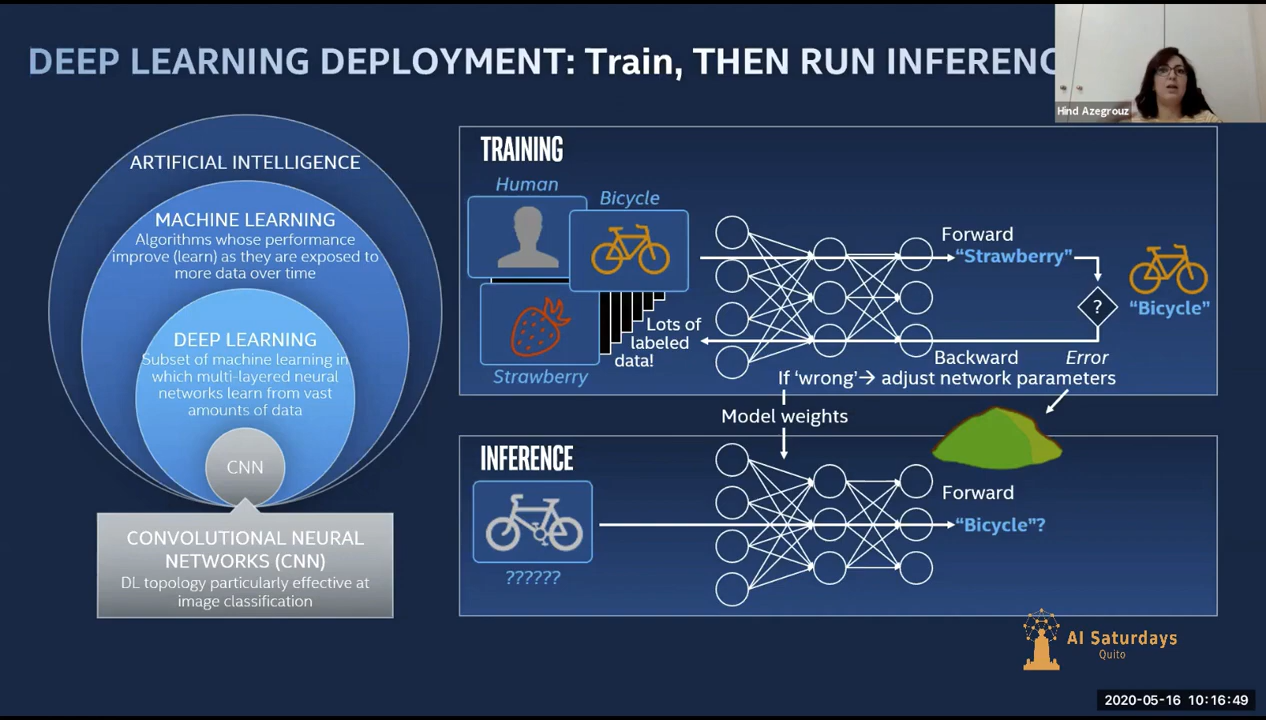 DEEP LEARNING DEPLOYMENT: Train, THEN RUN INFERENC
Hind Azegrouz
ARTIFICIAL INTELLIGENCE
MACHINE LEARNING
Algorithms whose performance
improve (learn) as they are exposed to
more data over time
DEEP LEARNING
Subset of machine learning in
which multi-layered neural
networks learn from vast
amounts of data
CNN
CONVOLUTIONAL NEURAL
NETWORKS (CNN)
DL topology particularly effective at
image classification
TRAINING
Human
Bicycle
Strawberry
Lots of
labeled
data!
Forward
“Strawberry”
?
“Bicycle”
Backward
Error
If ‘wrong’→ adjust network parameters
Model weights
INFERENCE
??????
Forward
“Bicycle”?
AI Saturdays
Quito
2020-05-16 10:16:49